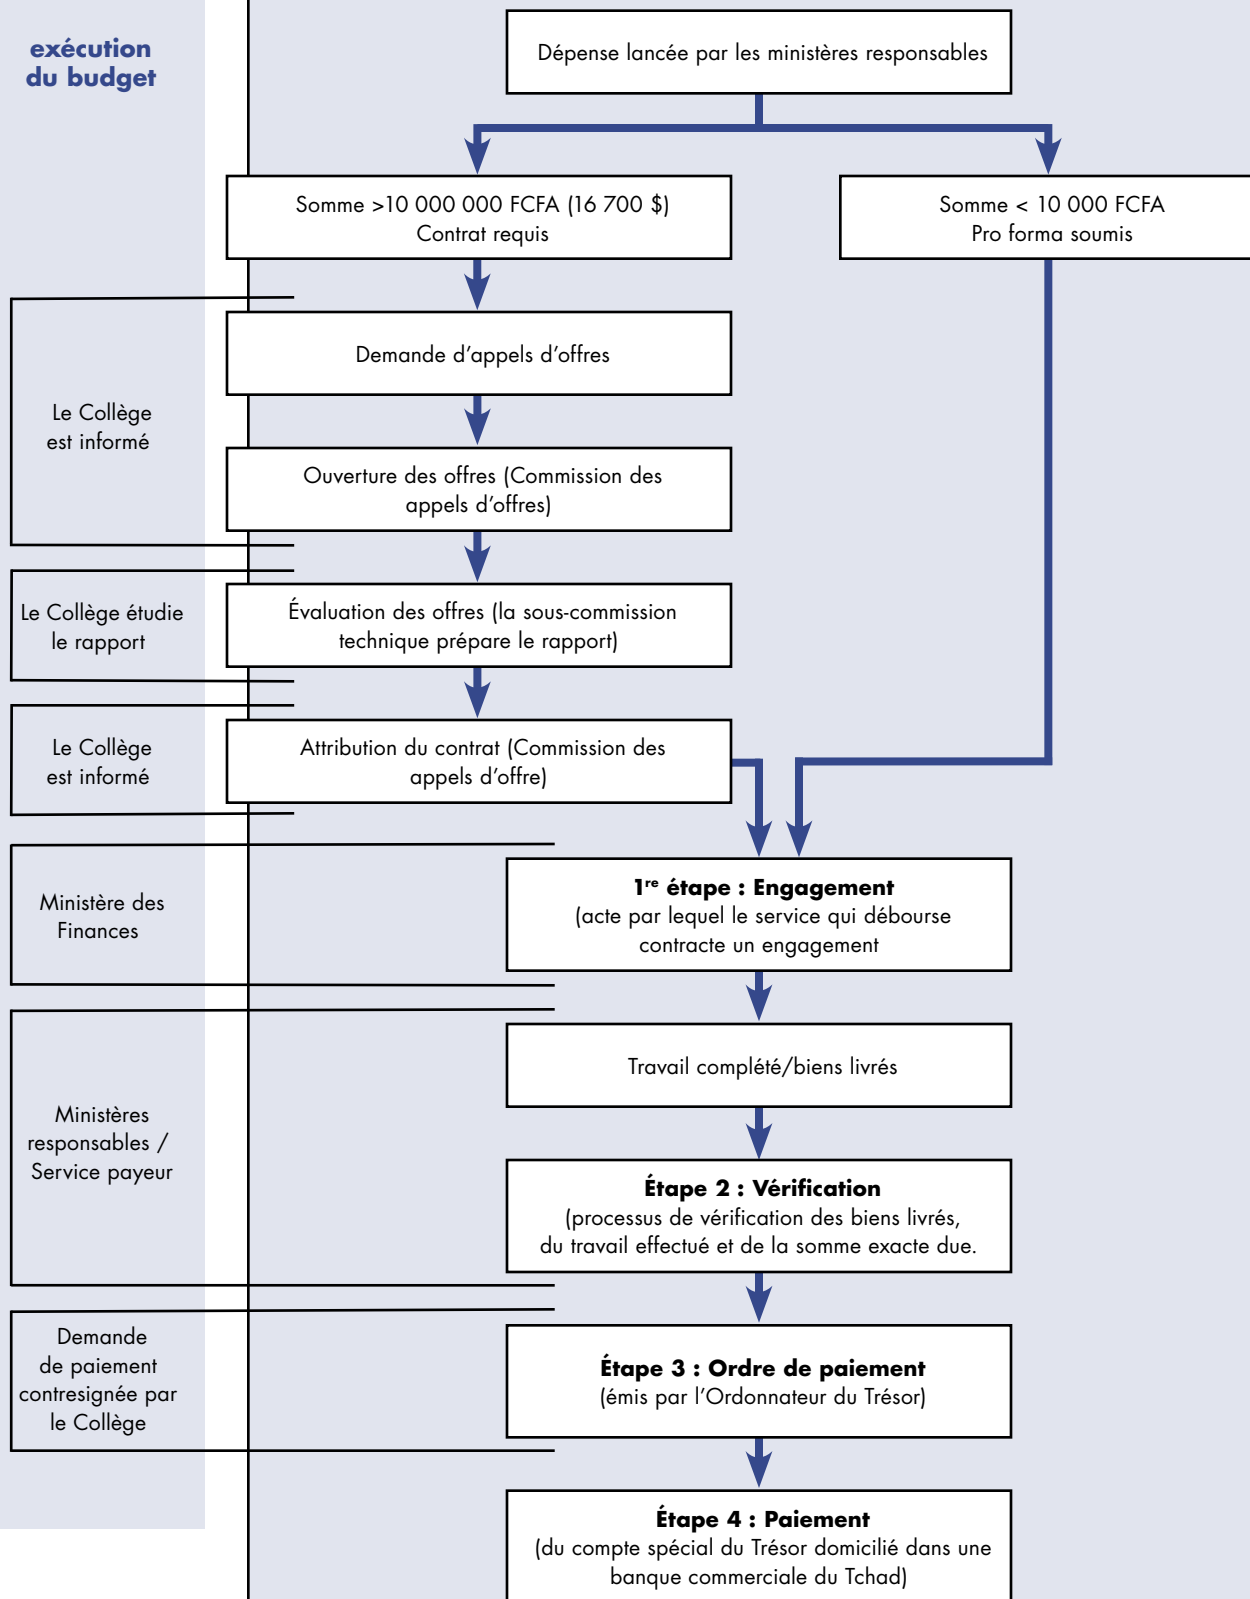 exécution
du budget
Dépense lancée par les ministères responsables
Somme >10 000 000 FCFA (16 700 $)
Contrat requis
Somme < 10 000 FCFA
Pro forma soumis
Le Collège
est informé
Demande d’appels d’offres
Ouverture des offres (Commission des
appels d’offres)
Le Collège étudie
le rapport
Évaluation des offres (la sous-commission
technique prépare le rapport)
Le Collège
est informé
Attribution du contrat (Commission des
appels d’offre)
Ministère des
Finances
1re étape : Engagement
(acte par lequel le service qui débourse
contracte un engagement
Ministères
responsables /
Service payeur
Travail complété/biens livrés
Étape 2 : Vérification
(processus de vérification des biens livrés,
du travail effectué et de la somme exacte due.
Demande
de paiement
contresignée par
le Collège
Étape 3 : Ordre de paiement
(émis par l’Ordonnateur du Trésor)
Étape 4 : Paiement
(du compte spécial du Trésor domicilié dans une
banque commerciale du Tchad)